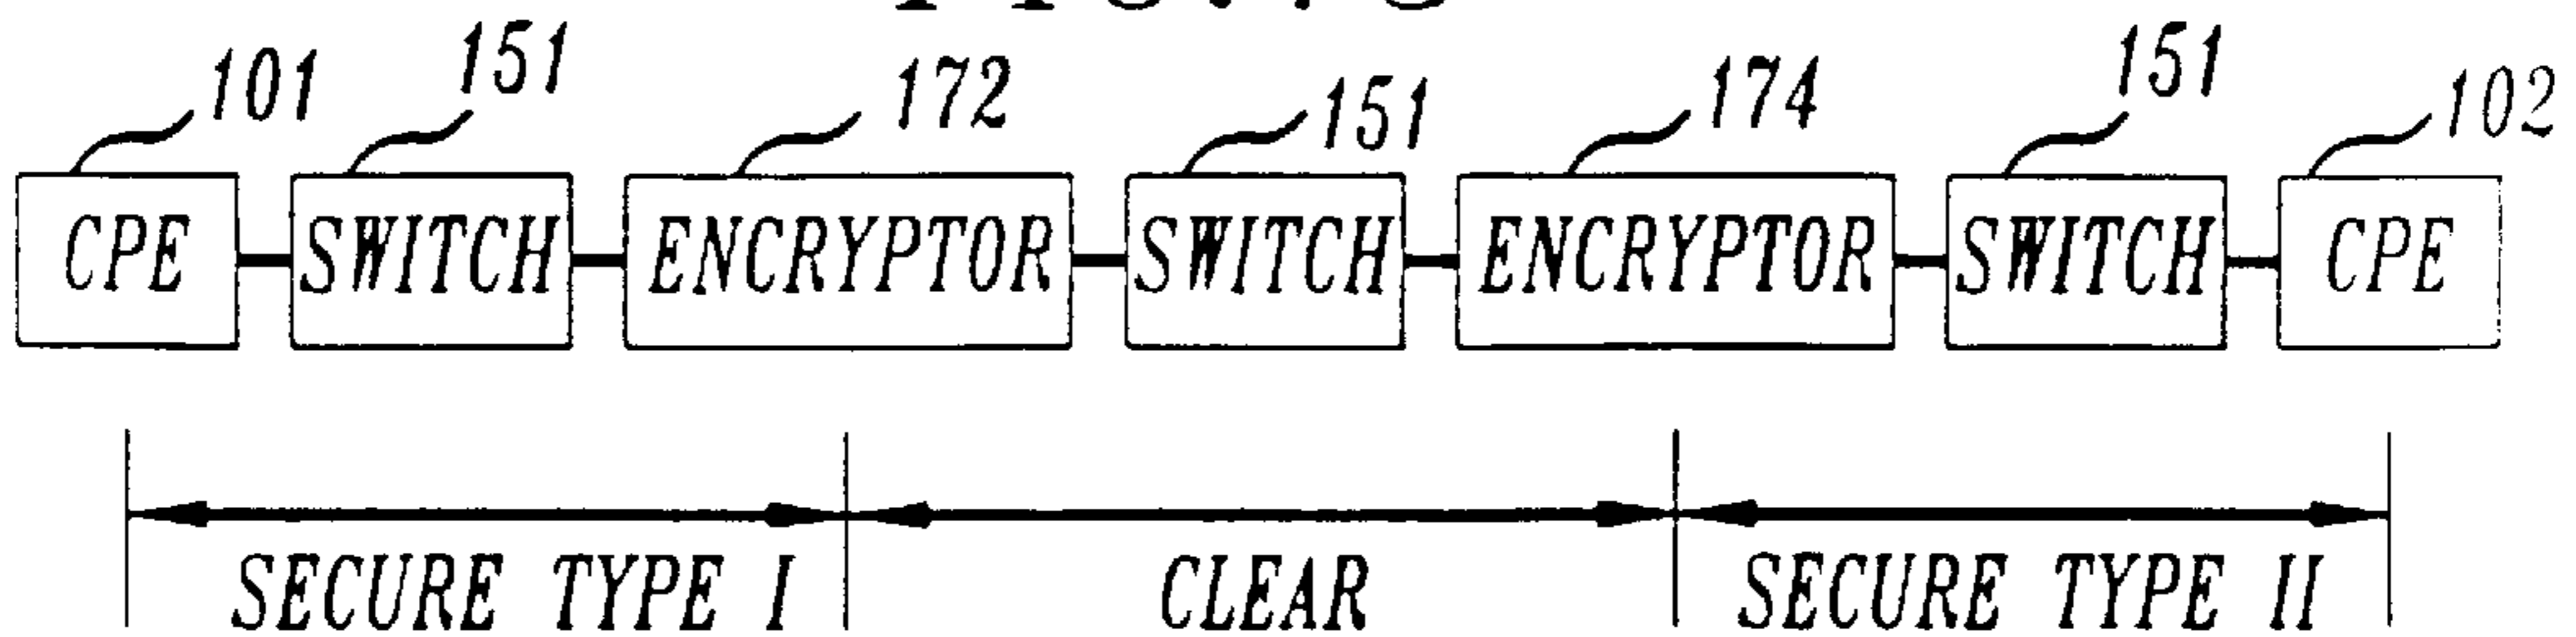 101 151 172 151 174 151 102
CPE SWITCH ENCRYPTOR SWITCH ENCRYPTOR SWITCH CPE
SECURE TYPE I CLEAR SECURE TYPE II